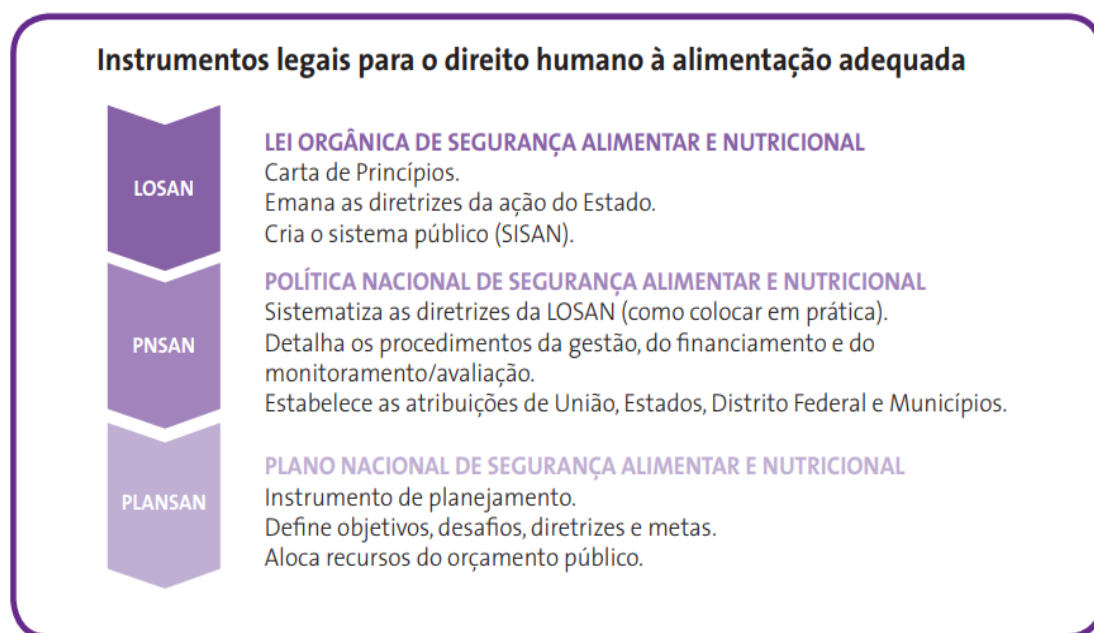 Instrumentos legais para o direito humano à alimentação adequada
LOSAN
LEI ORGÂNICA DE SEGURANÇA ALIMENTAR E NUTRICIONAL
Carta de Princípios.
Emana as diretrizes da ação do Estado.
Cria o sistema público (SISAN).
PNSAN
POLÍTICA NACIONAL DE SEGURANÇA ALIMENTAR E NUTRICIONAL
Sistematiza as diretrizes da LOSAN (como colocar em prática).
Detalha os procedimentos da gestão, do financiamento e do
monitoramento/avaliação.
Estabelece as atribuições de União, Estados, Distrito Federal e Municípios.
PLANSAN
PLANO NACIONAL DE SEGURANÇA ALIMENTAR E NUTRICIONAL
Instrumento de planejamento.
Define objetivos, desafios, diretrizes e metas.
Aloca recursos do orçamento público.